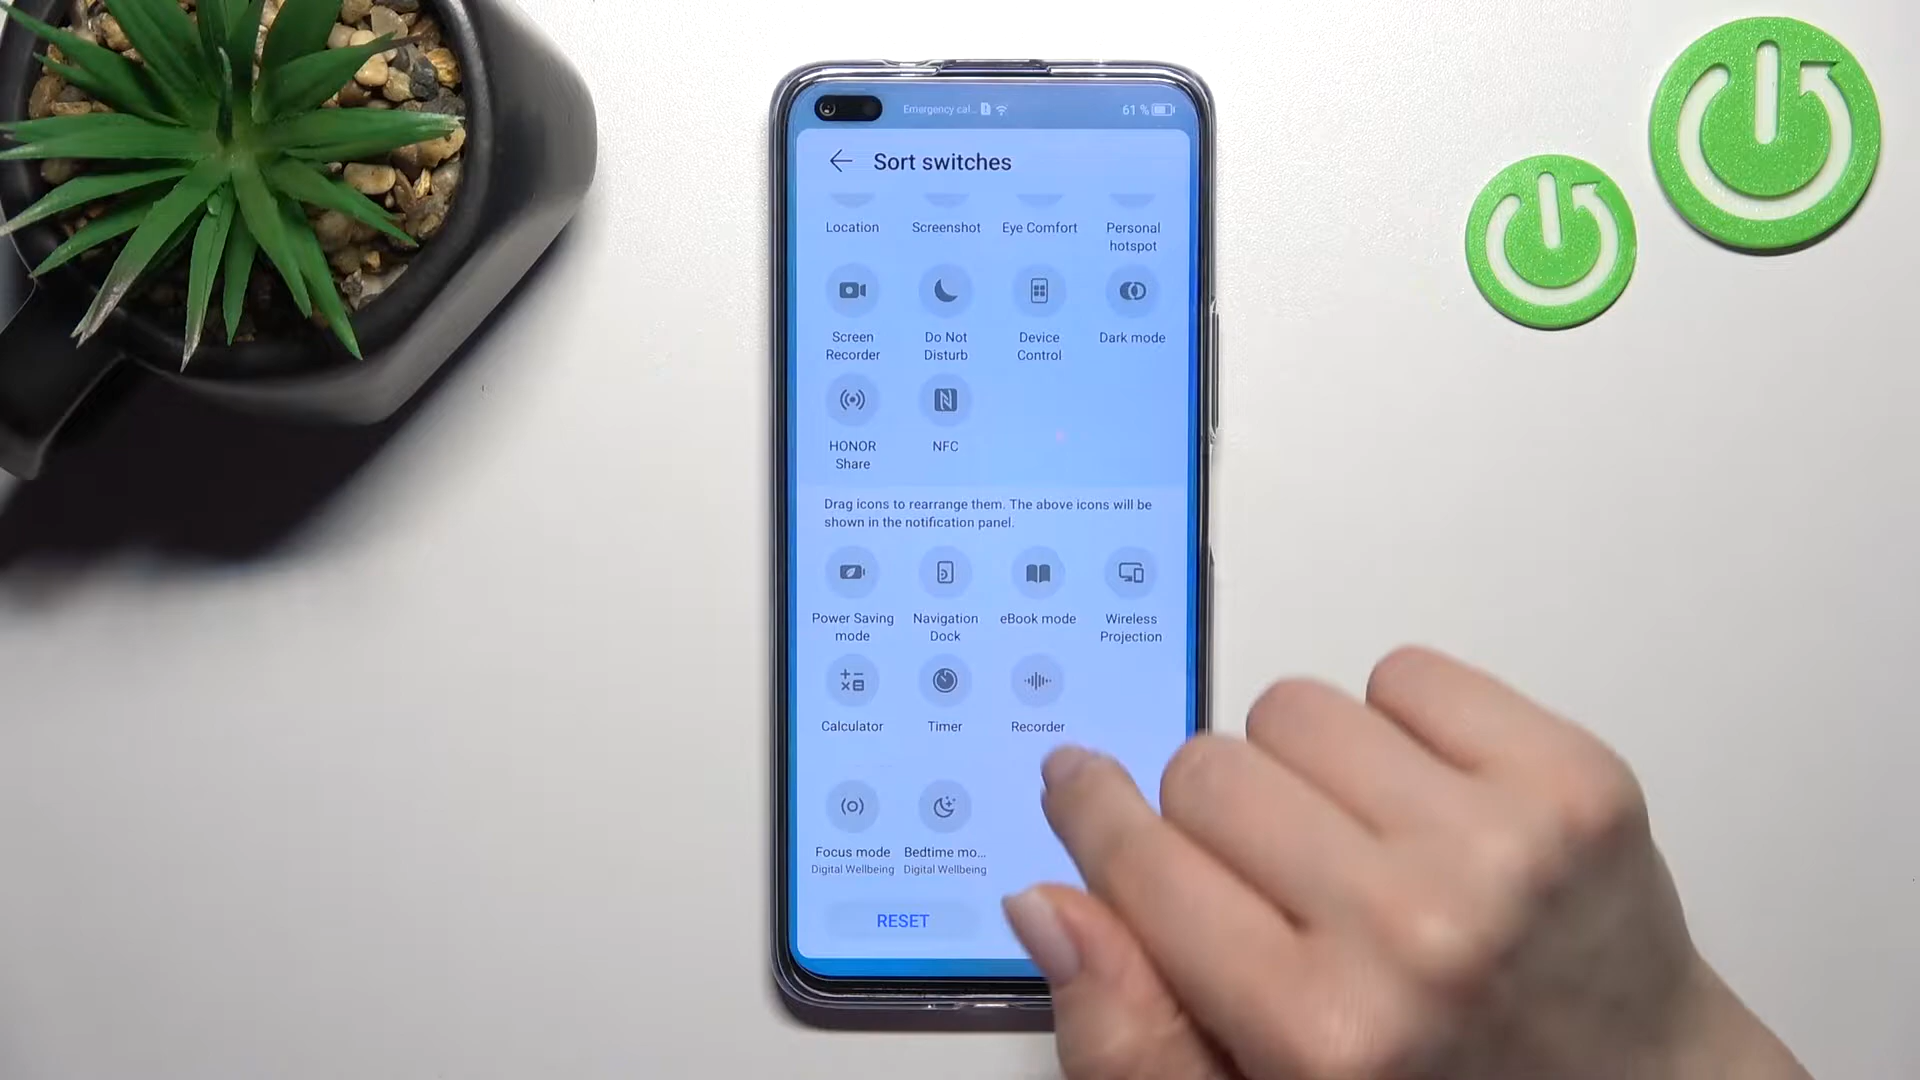 Emergency cal... 61 %
Sort switches
Location Screenshot Eye Comfort Personal
hotspot
Screen Do Not Device Dark mode
Recorder Disturb Control
HONOR NFC
Share
Drag icons to rearrange them. The above icons will be
shown in the notification panel.
Power Saving Navigation eBook mode Wireless
mode Dock Projection
Calculator Timer Recorder
Focus mode Bedtime mo...
Digital Wellbeing Digital Wellbeing
RESET